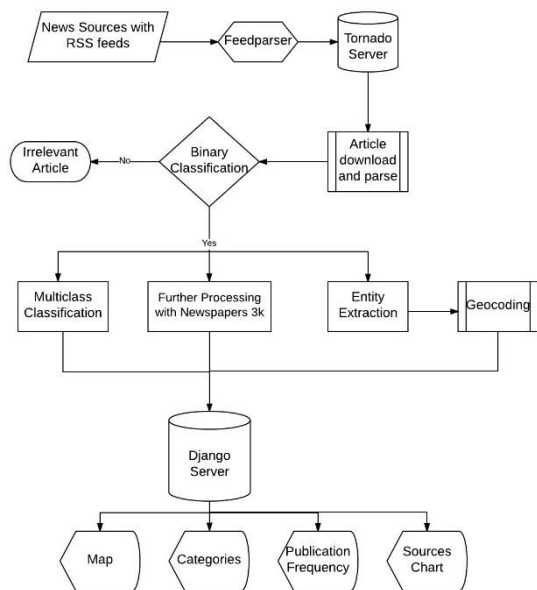 News Sources with
RSS feeds
Feedparser
Tornado
Server
Irrelevant
Article
No
Binary
Classification
Article
download
and parse
Yes
Multiclass
Classification
Further Processing
with Newspapers 3k
Entity
Extraction
Geocoding
Django
Server
Map
Categories
Publication
Frequency
Sources
Chart